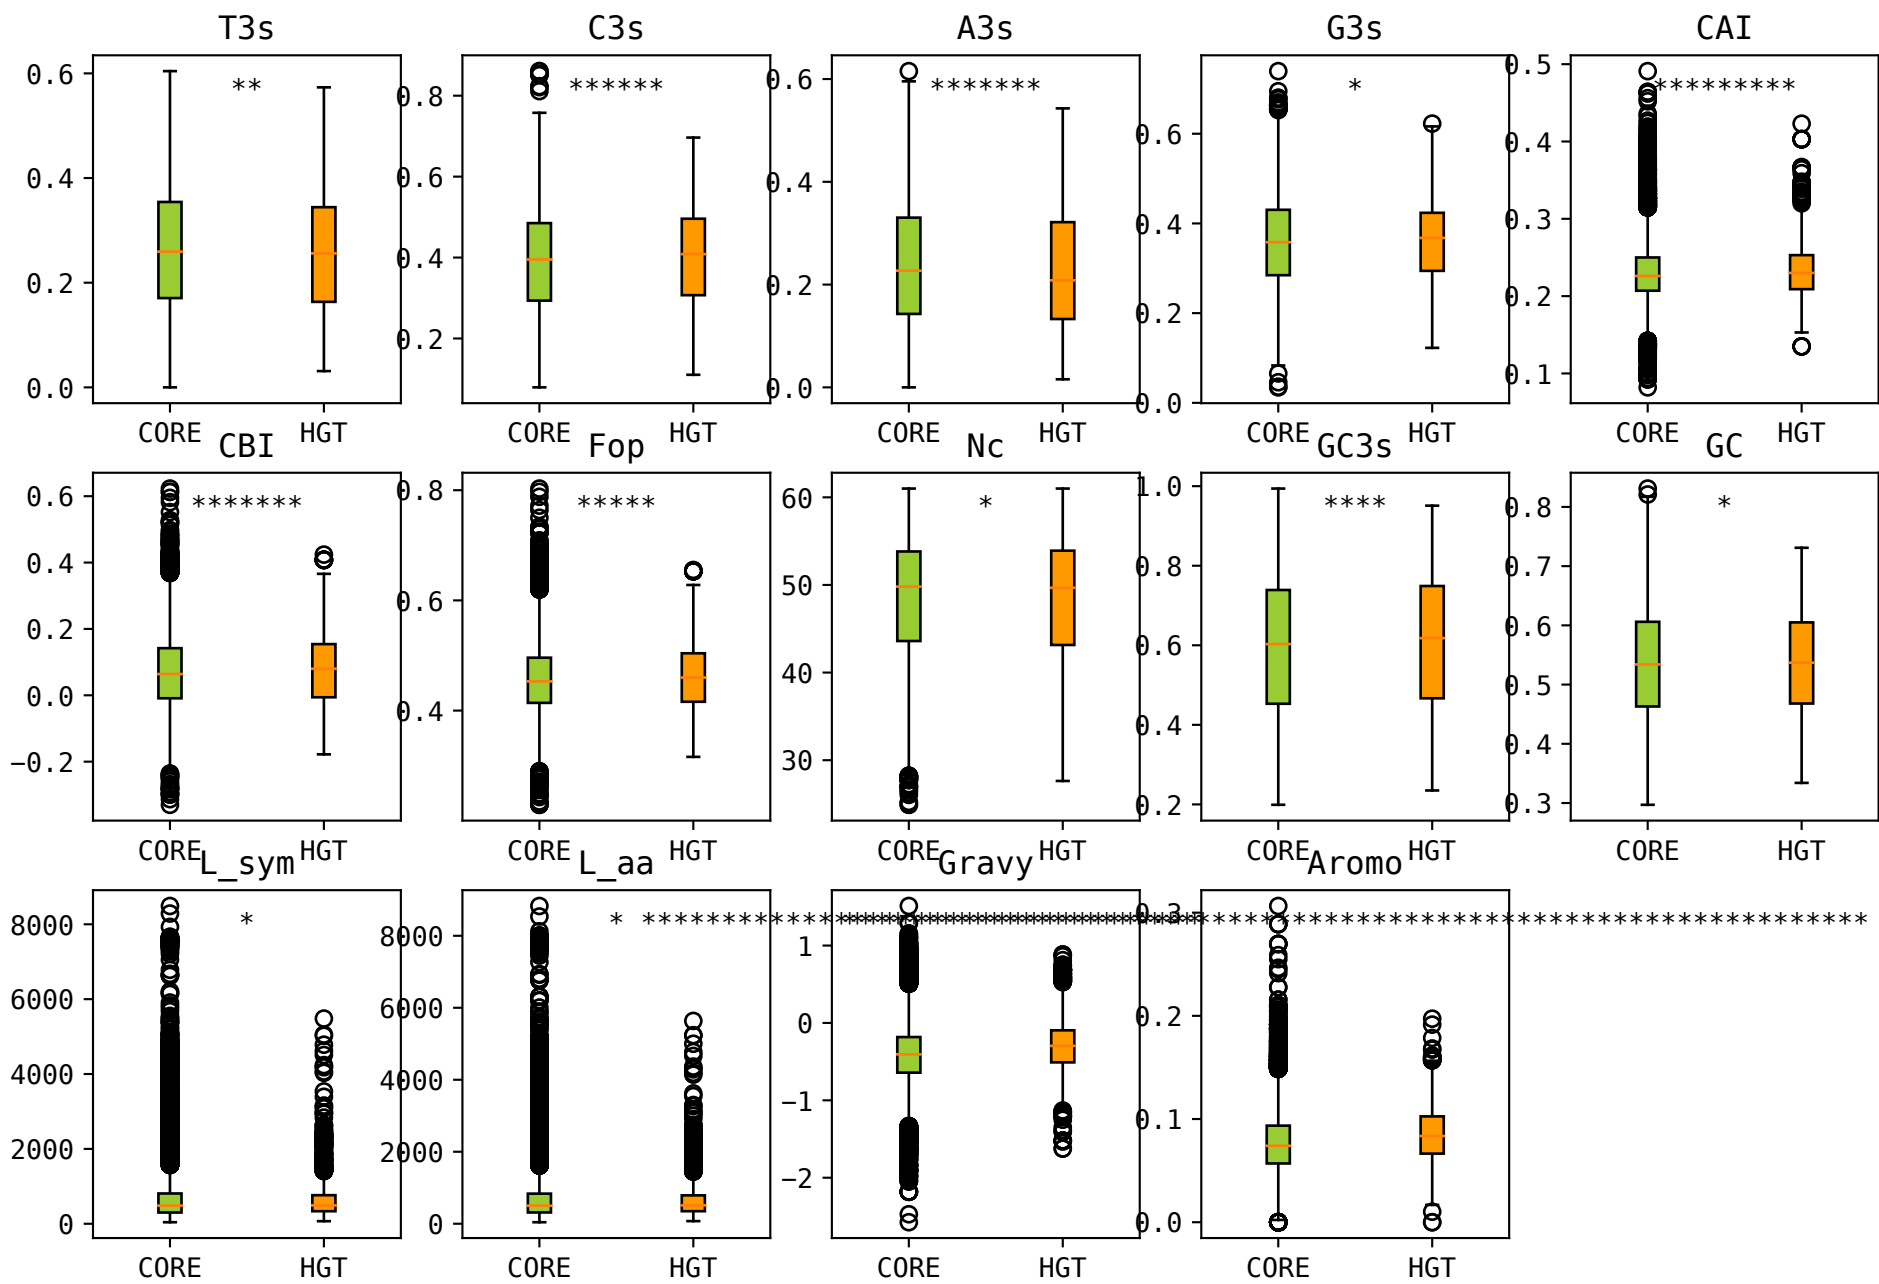 T3s
C3s
A3s
G3s
CAI
0.6
0.4
0.2
0.0
**
CORE
HGT
0.8
0.6
0.4
0.2
******
CORE
HGT
0.6
0.4
0.2
0.0
*******
CORE
HGT
0.6
0.4
0.2
0.0
*
CORE
HGT
0.5
0.4
0.3
0.2
0.1
*********
CORE
HGT
CBI
Fop
Nc
GC3s
GC
0.6
0.4
0.2
0.0
−0.2
*******
CORE
HGT
0.8
0.6
0.4
*****
CORE
HGT
60
50
40
30
*
CORE
HGT
1.0
0.8
0.6
0.4
0.2
****
CORE
HGT
0.8
0.7
0.6
0.5
0.4
0.3
*
CORE
HGT
L_sym
L_aa
Gravy
Aromo
8000
6000
4000
2000
0
*
CORE
HGT
8000
6000
4000
2000
0
*
CORE
HGT
1
0
−1
−2
CORE
HGT
0.3
0.2
0.1
0.0
CORE
HGT